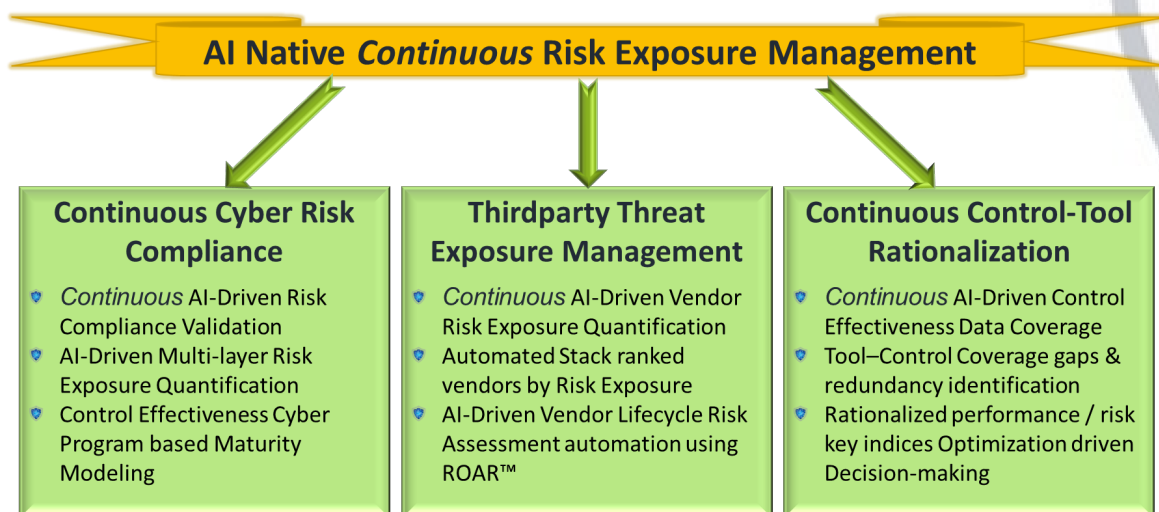 AI Native Continuous Risk Exposure Management
Continuous Cyber Risk
Compliance
Continuous AI-Driven Risk
Compliance Validation
AI-Driven Multi-layer Risk
Exposure Quantification
Control Effectiveness Cyber
Program based Maturity
Modeling
Thirdparty Threat
Exposure Management
Continuous AI-Driven Vendor
Risk Exposure Quantification
Automated Stack ranked
vendors by Risk Exposure
AI-Driven Vendor Lifecycle Risk
Assessment automation using
ROAR™
Continuous Control-Tool
Rationalization
Continuous AI-Driven Control
Effectiveness Data Coverage
Tool–Control Coverage gaps &
redundancy identification
Rationalized performance / risk
key indices Optimization driven
Decision-making